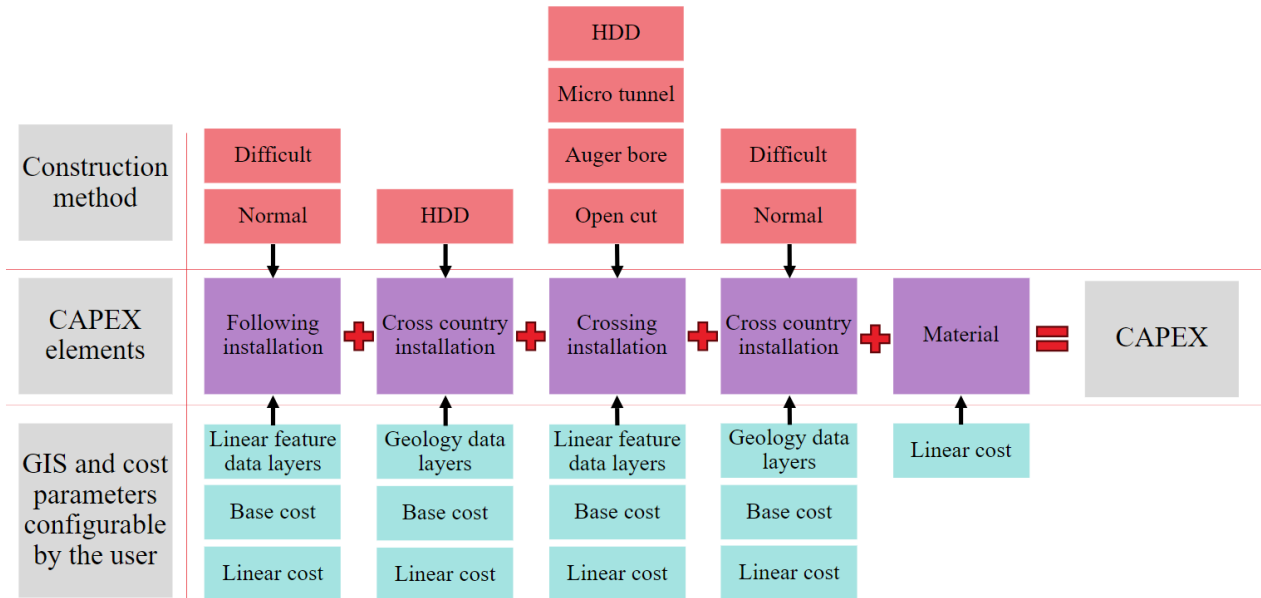 HDD
Micro tunnel
Construction
method
Difficult
Auger bore
Difficult
Normal
HDD
Open cut
Normal
CAPEX
elements
Following
installation
Cross country
installation
Crossing
installation
Cross country
installation
Material
CAPEX
GIS and cost
parameters
configurable
by the user
Linear feature
data layers
Geology data
layers
Linear feature
data layers
Geology data
layers
Linear cost
Base cost
Base cost
Base cost
Base cost
Linear cost
Linear cost
Linear cost
Linear cost